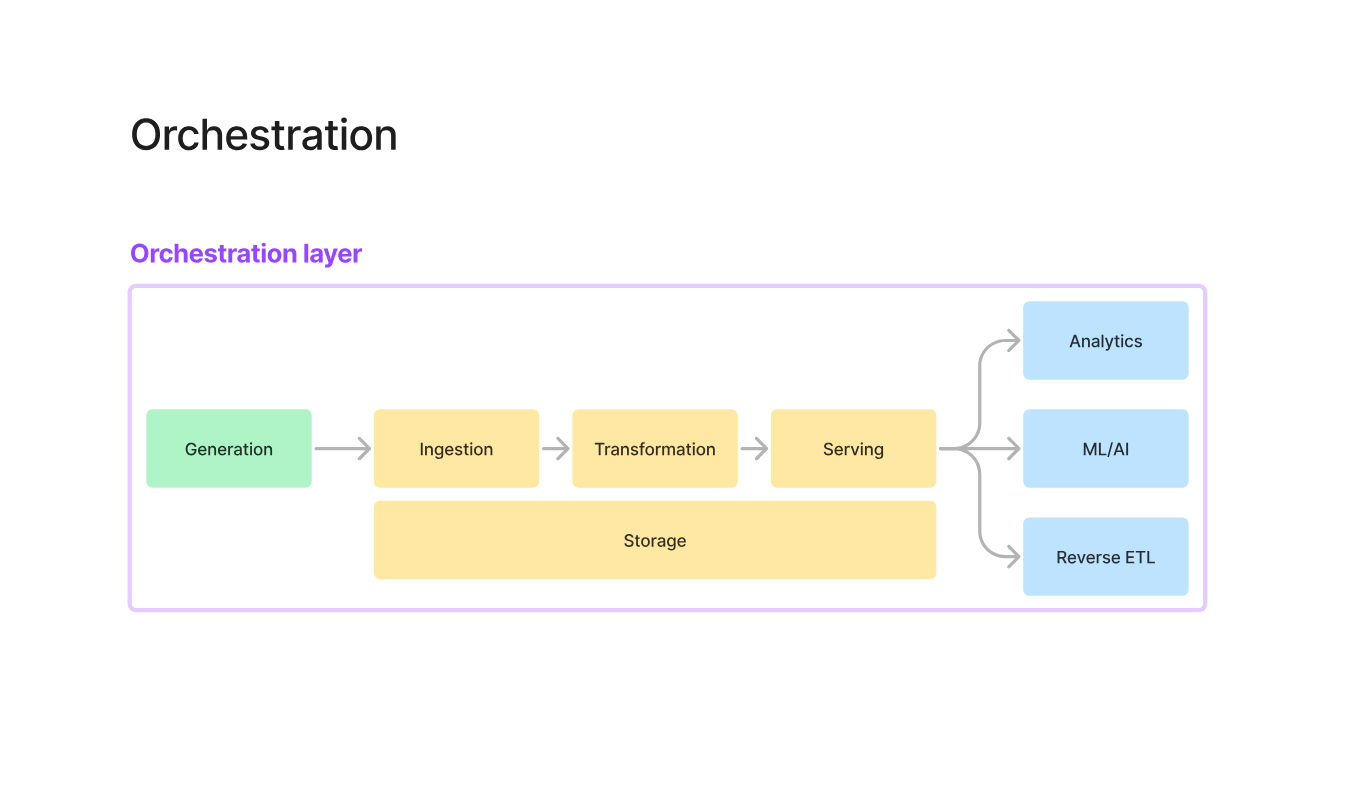 Orchestration
Orchestration layer
Analytics
Generation
Ingestion
Transformation
Serving
ML/AI
Storage
Reverse ETL